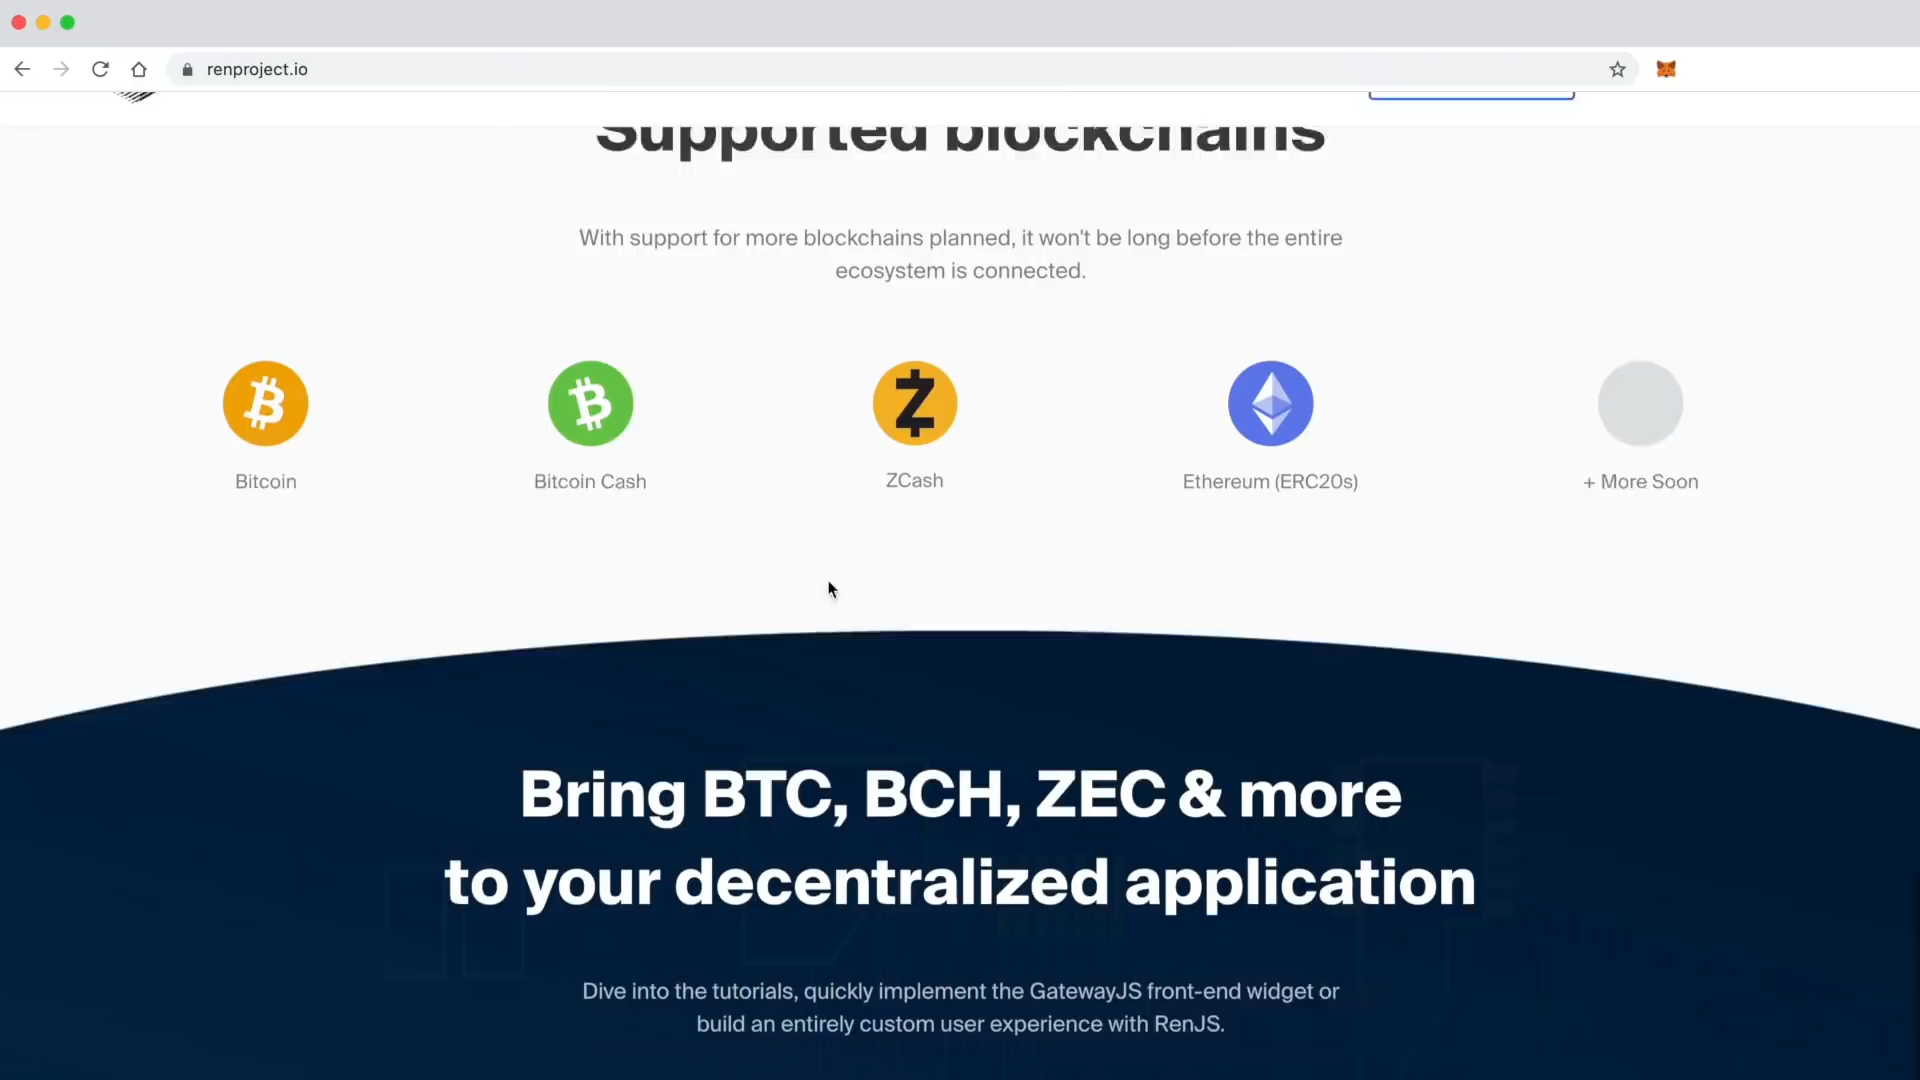 renproject.io
Supported blockchains
With support for more blockchains planned, it won't be long before the entire
ecosystem is connected.
Bitcoin
Bitcoin Cash
ZCash
Ethereum (ERC20s)
+ More Soon
Bring BTC, BCH, ZEC & more
to your decentralized application
Dive into the tutorials, quickly implement the GatewayJS front-end widget or
build an entirely custom user experience with RenJS.